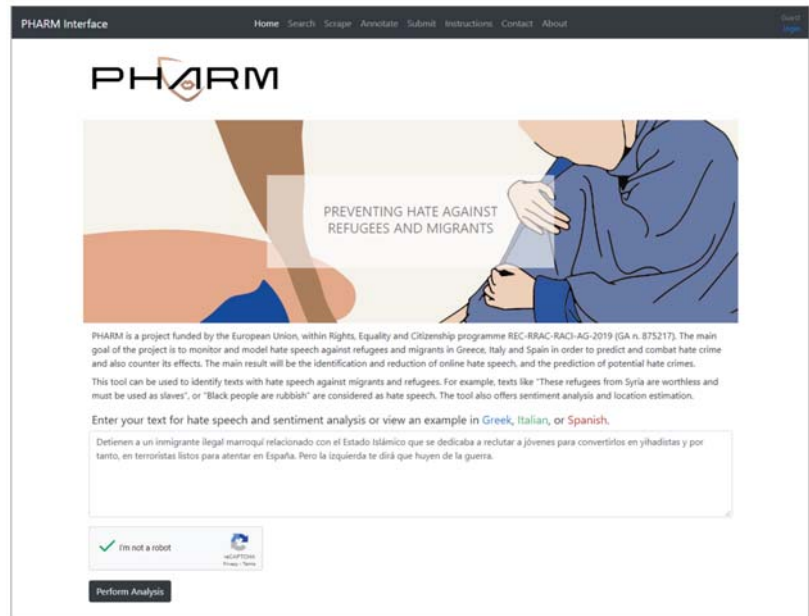 PHARM Interface
Home Search Scrape Annotate Submit Instructions Contact About
Guest
Login
PHARM
PREVENTING HATE AGAINST
REFUGEES AND MIGRANTS
PHARM is a project funded by the European Union, within Rights, Equality and Citizenship programme REC-RRAC-RACI-AG-2019 (GA n. 875217). The main
goal of the project is to monitor and model hate speech against refugees and migrants in Greece, Italy and Spain in order to predict and combat hate crime
and also counter its effects. The main result will be the identification and reduction of online hate speech, and the prediction of potential hate crimes.
This tool can be used to identify texts with hate speech against migrants and refugees. For example, texts like "These refugees from Syria are worthless and
must be used as slaves", or "Black people are rubbish" are considered as hate speech. The tool also offers sentiment analysis and location estimation.
Enter your text for hate speech and sentiment analysis or view an example in Greek, Italian, or Spanish.
Detienen a un inmigrante ilegal marroquí relacionado con el Estado Islámico que se dedicaba a reclutar a jóvenes para convertirlos en yihadistas y por
tanto, en terroristas listos para atentar en España. Pero la izquierda te dirá que huyen de la guerra.
I'm not a robot
reCAPTCHA
Privacy - Terms
Perform Analysis